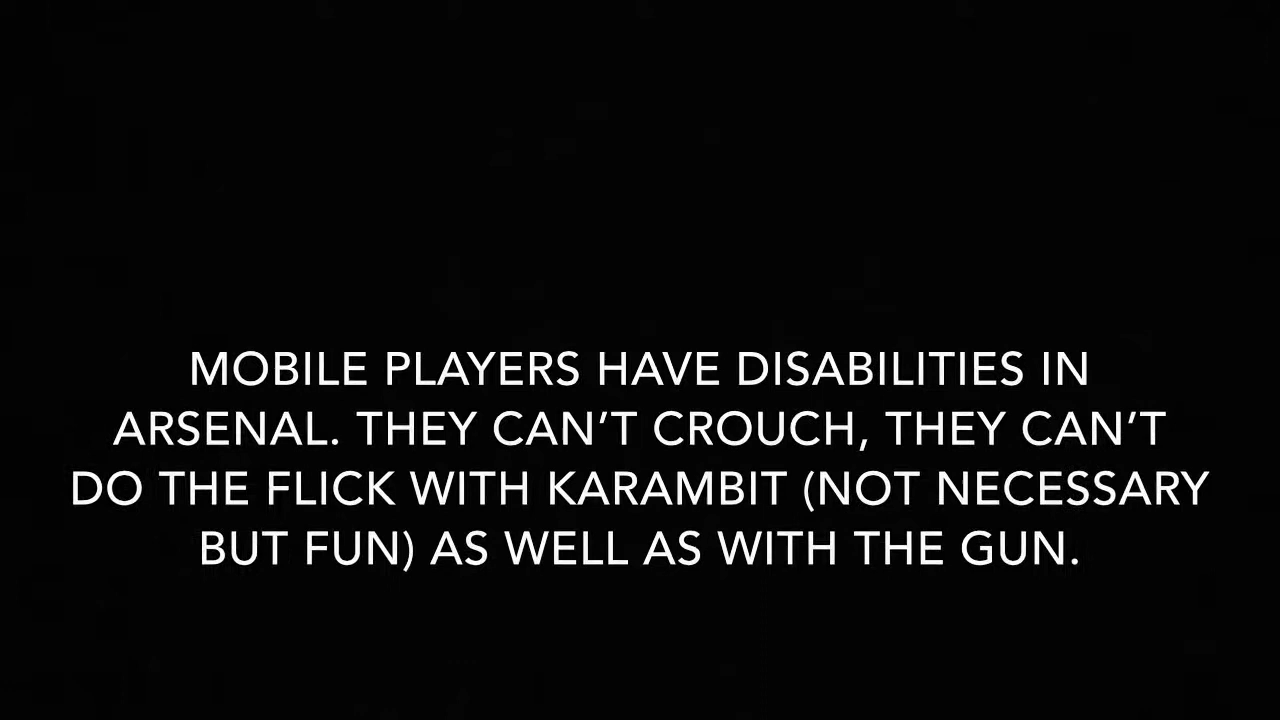 MOBILE PLAYERS HAVE DISABILITIES IN
ARSENAL. THEY CAN’T CROUCH, THEY CAN’T
DO THE FLICK WITH KARAMBIT (NOT NECESSARY
BUT FUN) AS WELL AS WITH THE GUN.